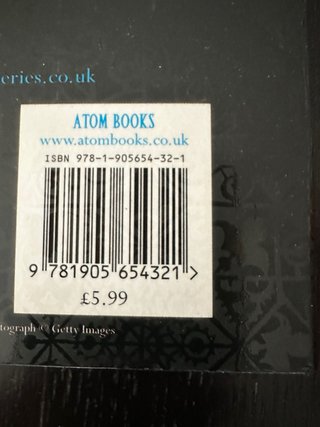 eries.co.uk
ATOM BOOKS
www.atombooks.co.uk
ISBN 978-1-905654-32-1
9 781905 654321 >
£5.99
tograph © Getty Images